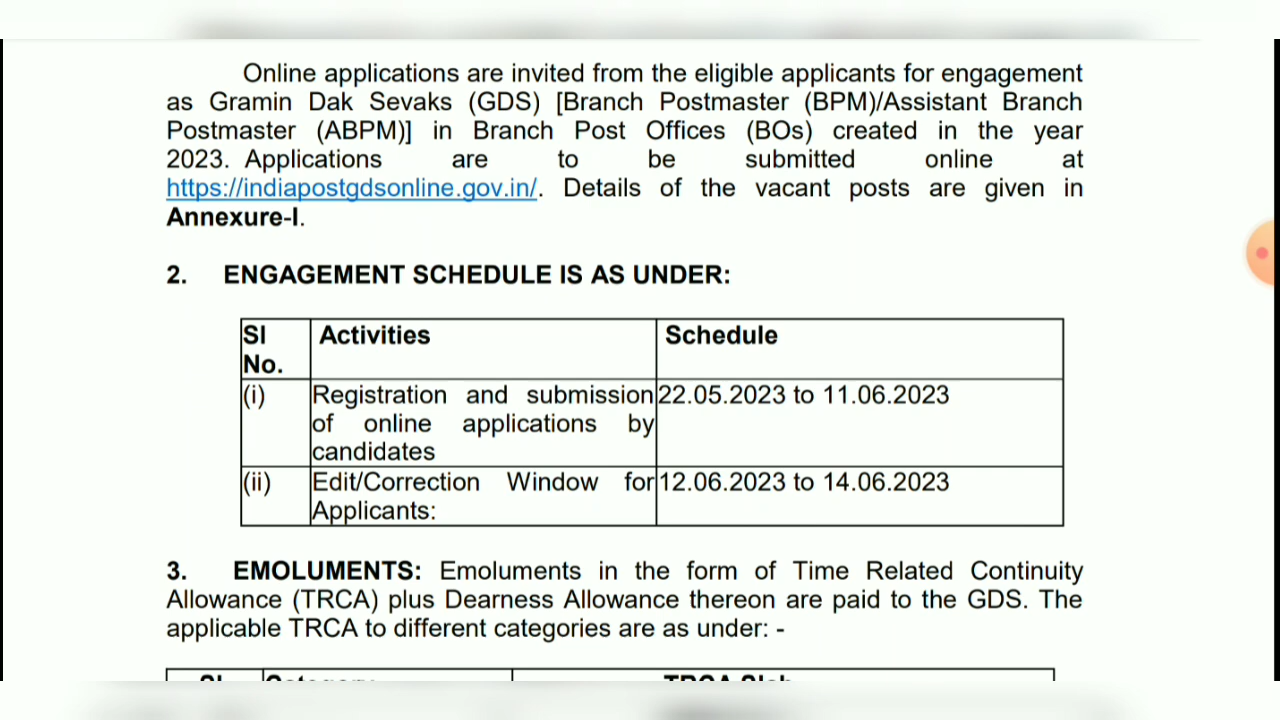 Online applications are invited from the eligible applicants for engagement
as Gramin Dak Sevaks (GDS) [Branch Postmaster (BPM)/Assistant Branch
Postmaster (ABPM)] in Branch Post Offices (BOs) created in the year
2023. Applications are to be submitted online at
https://indiapostgdsonline.gov.in/. Details of the vacant posts are given in
Annexure-I.
2. ENGAGEMENT SCHEDULE IS AS UNDER:
Sl No. Activities Schedule
(i) Registration and submission 22.05.2023 to 11.06.2023
of online applications by
candidates
(ii) Edit/Correction Window for 12.06.2023 to 14.06.2023
Applicants:
3. EMOLUMENTS: Emoluments in the form of Time Related Continuity
Allowance (TRCA) plus Dearness Allowance thereon are paid to the GDS. The
applicable TRCA to different categories are as under: -